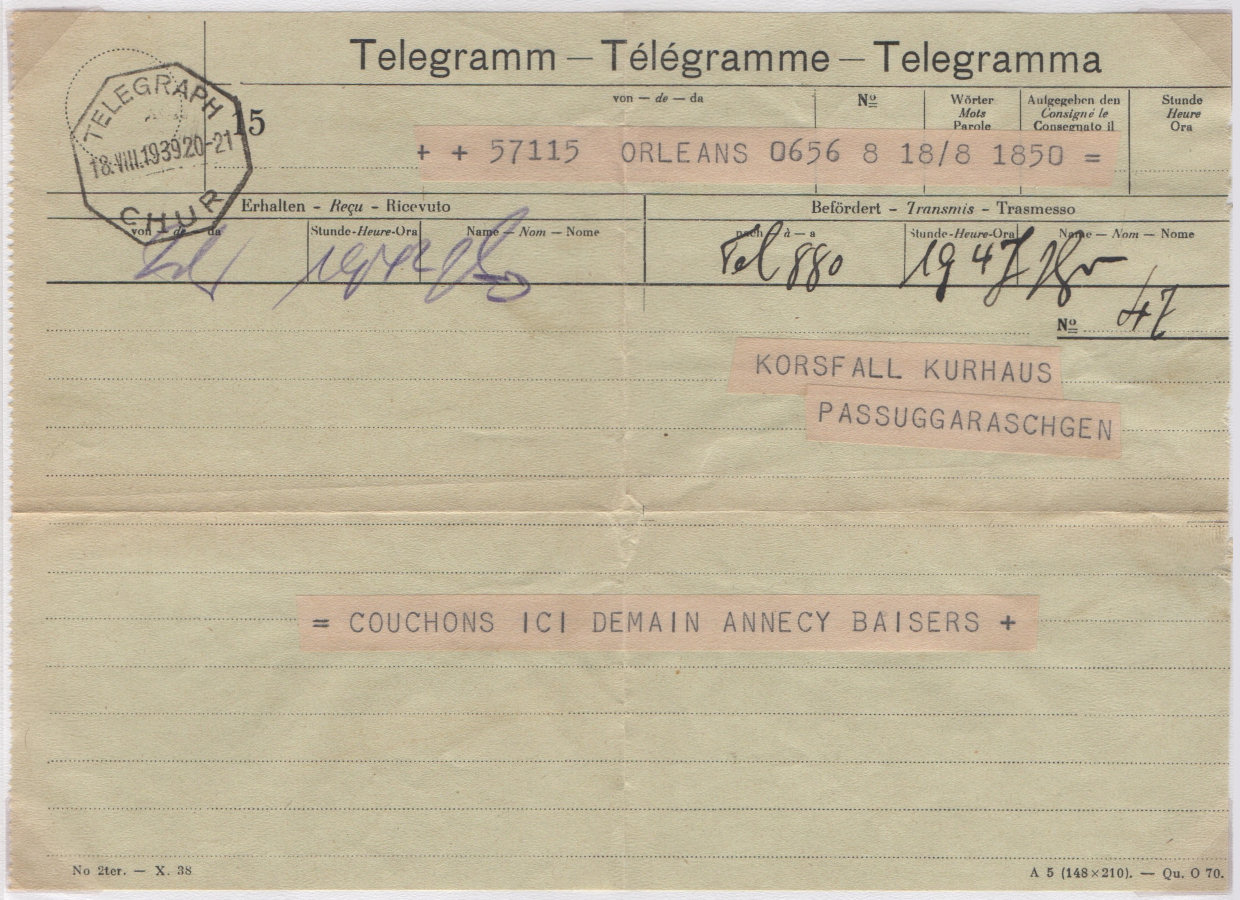 Telegramm — Télégramme — Telegramma
TELEGRAPH
18.VIII.1939 20-21
CHUR
15
von — de — da
Nº
Wörter
Mots
Parole
Aufgegeben den
Consigné le
Consegnato il
Stunde
Heure
Ora
+ + 57115 ORLEANS 0656 8 18/8 1850 =
Erhalten - Reçu - Ricevuto
Befördert - Transmis - Trasmesso
von — de — da
Stunde-Heure-Ora
Name — Nom — Nome
nach — à — a
Stunde-Heure-Ora
Name — Nom — Nome
Tel 880
1947
Nº 47
KORSFALL KURHAUS
PASSUGGARASCHGEN
= COUCHONS ICI DEMAIN ANNECY BAISERS +
No 2ter. — X. 38
A 5 (148×210). — Qu. O 70.